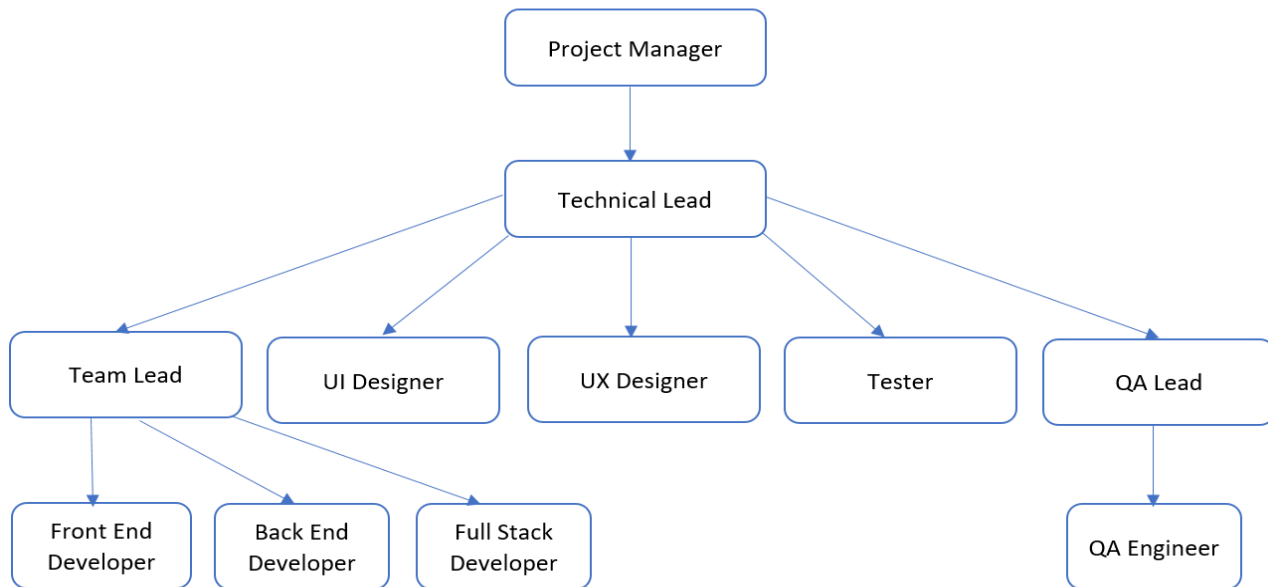 Project Manager
Technical Lead
Team Lead
UI Designer
UX Designer
Tester
QA Lead
Front End
Developer
Back End
Developer
Full Stack
Developer
QA Engineer